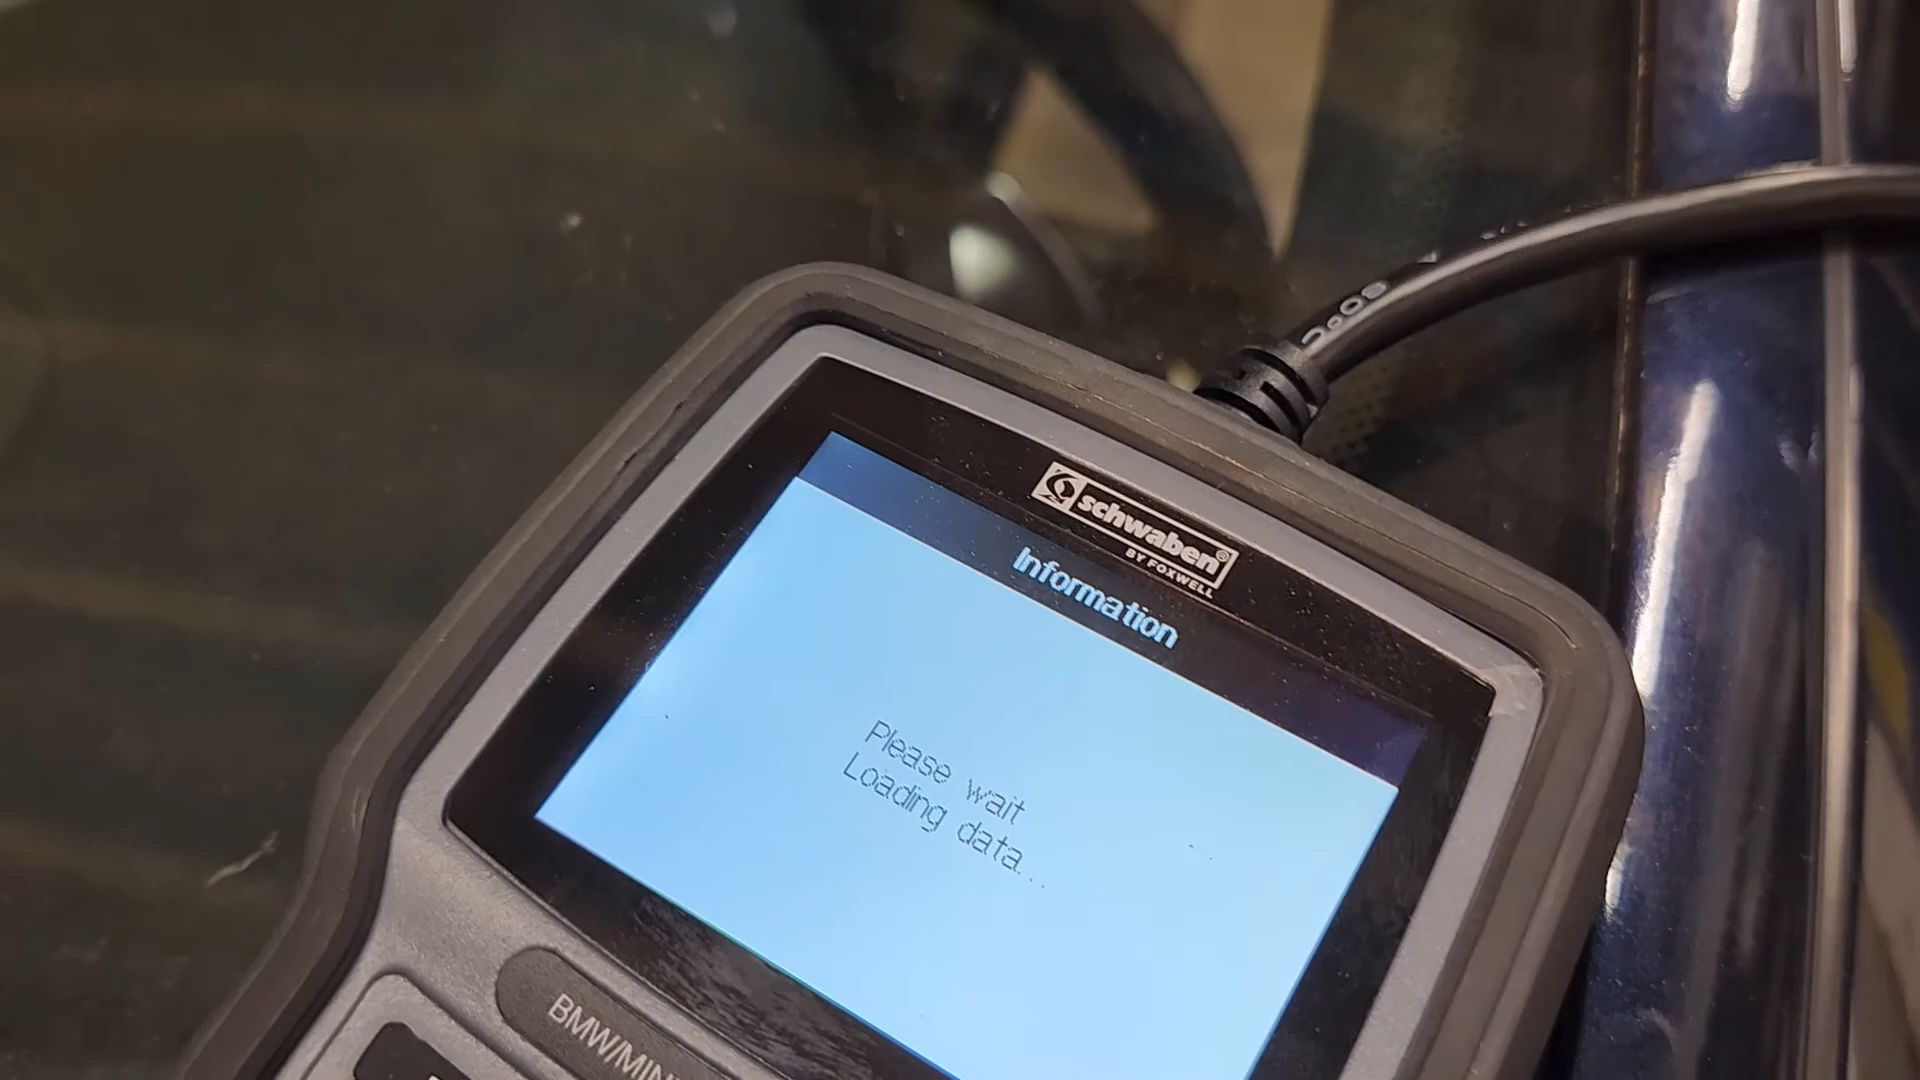 schwaben®
BY FOXWELL
Information
Please wait
Loading data...
BMW/MINI